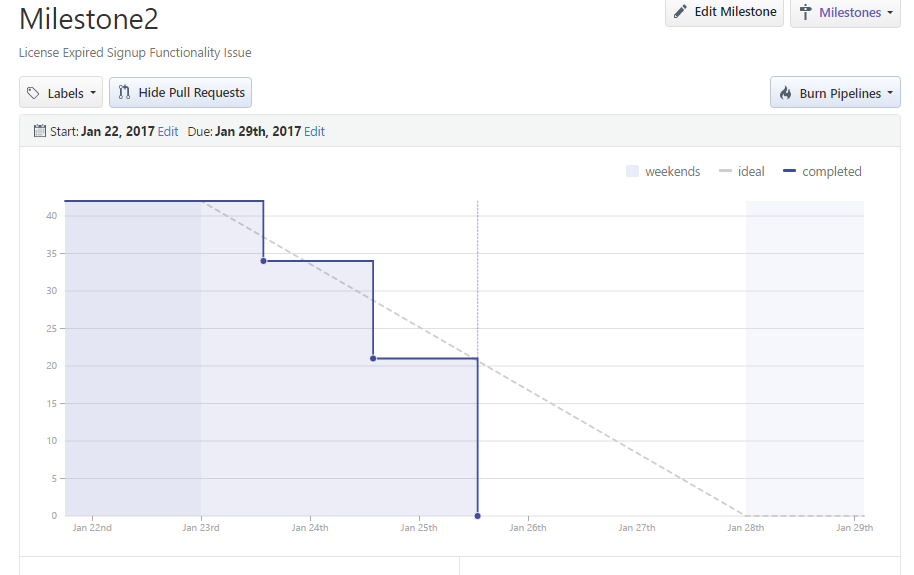 Milestone2
Edit Milestone
Milestones
License Expired Signup Functionality Issue
Labels
Hide Pull Requests
Burn Pipelines
Start: Jan 22, 2017 Edit Due: Jan 29th, 2017 Edit
weekends ideal completed
40
35
30
25
20
15
10
5
0
Jan 22nd Jan 23rd Jan 24th Jan 25th Jan 26th Jan 27th Jan 28th Jan 29th